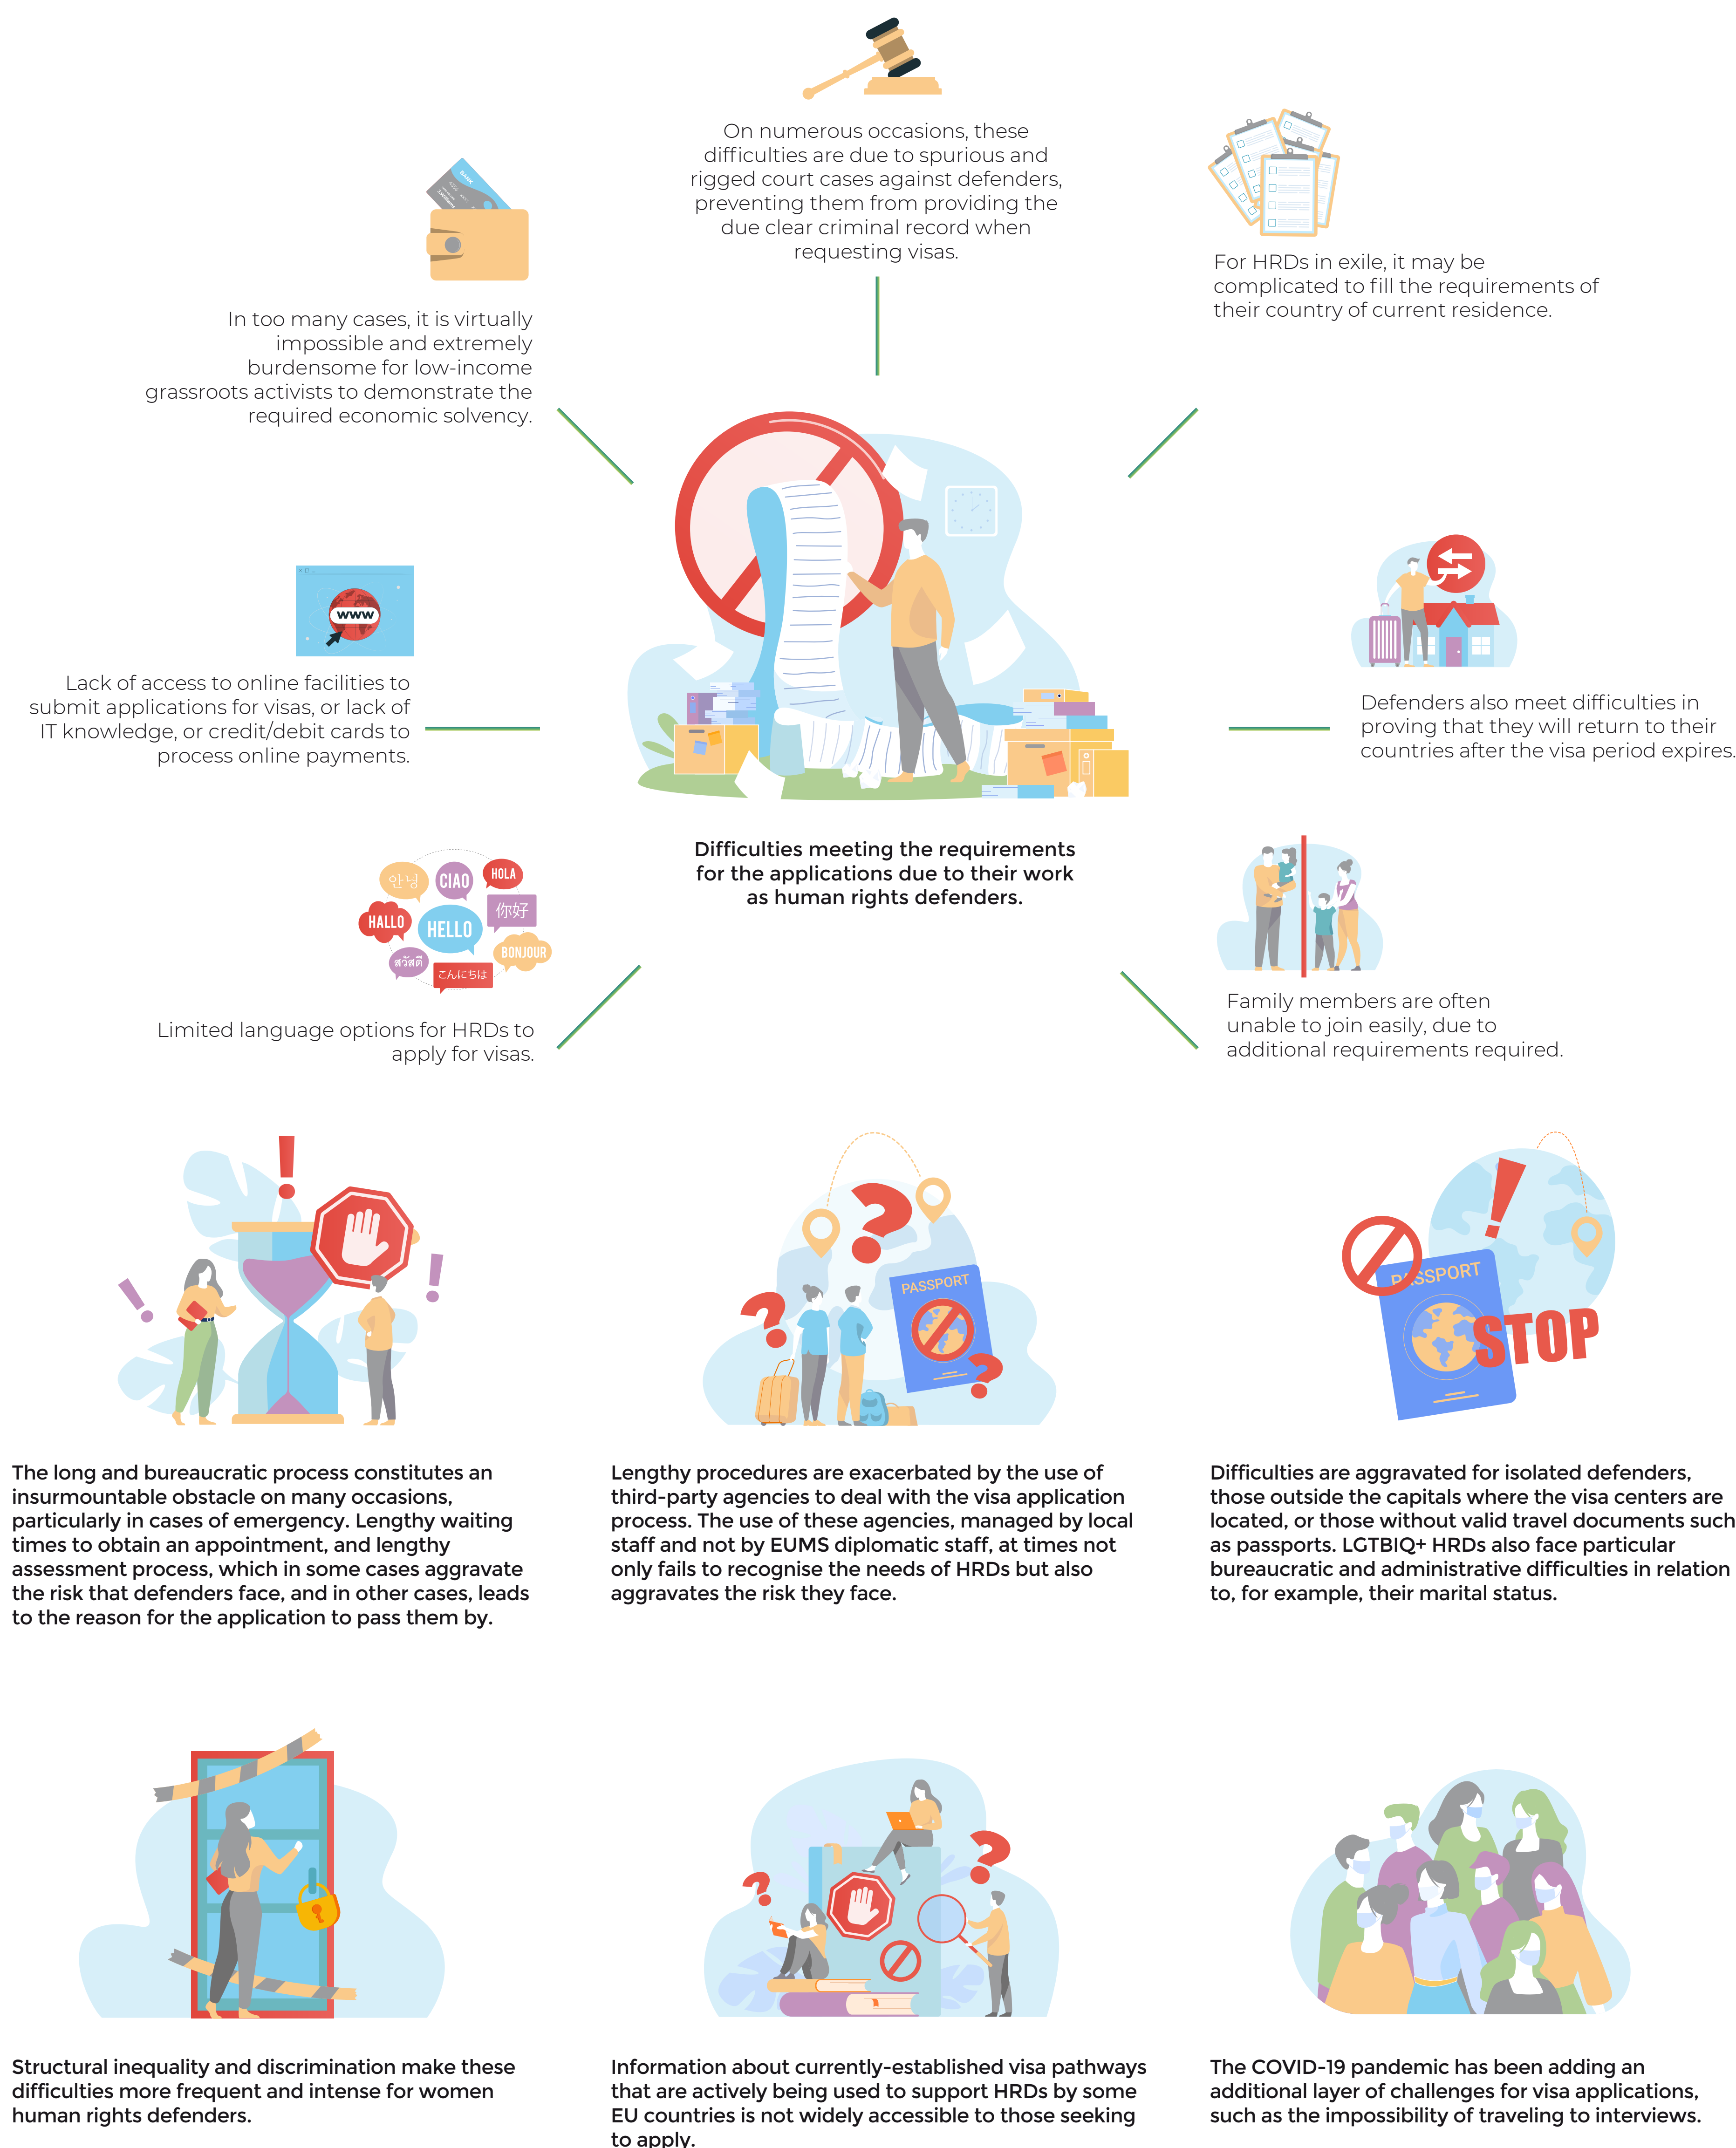 On numerous occasions, these
difficulties are due to spurious and
rigged court cases against defenders,
preventing them from providing the
due clear criminal record when
requesting visas.
BANK
In too many cases, it is virtually
impossible and extremely
burdensome for low-income
grassroots activists to demonstrate the
required economic solvency.
For HRDs in exile, it may be
complicated to fill the requirements of
their country of current residence.
www
Lack of access to online facilities to
submit applications for visas, or lack of
IT knowledge, or credit/debit cards to
process online payments.
Defenders also meet difficulties in
proving that they will return to their
countries after the visa period expires.
Difficulties meeting the requirements
for the applications due to their work
as human rights defenders.
안녕
CIAO
HOLA
HALLO
HELLO
你好
สวัสดี
こんにちは
BONJOUR
Limited language options for HRDs to
apply for visas.
Family members are often
unable to join easily, due to
additional requirements required.
!
!
!
The long and bureaucratic process constitutes an
insurmountable obstacle on many occasions,
particularly in cases of emergency. Lengthy waiting
times to obtain an appointment, and lengthy
assessment process, which in some cases aggravate
the risk that defenders face, and in other cases, leads
to the reason for the application to pass them by.
?
?
PASSPORT
?
Lengthy procedures are exacerbated by the use of
third-party agencies to deal with the visa application
process. The use of these agencies, managed by local
staff and not by EUMS diplomatic staff, at times not
only fails to recognise the needs of HRDs but also
aggravates the risk they face.
!
PASSPORT
STOP
Difficulties are aggravated for isolated defenders,
those outside the capitals where the visa centers are
located, or those without valid travel documents such
as passports. LGTBIQ+ HRDs also face particular
bureaucratic and administrative difficulties in relation
to, for example, their marital status.
Structural inequality and discrimination make these
difficulties more frequent and intense for women
human rights defenders.
?
?
Information about currently-established visa pathways
that are actively being used to support HRDs by some
EU countries is not widely accessible to those seeking
to apply.
The COVID-19 pandemic has been adding an
additional layer of challenges for visa applications,
such as the impossibility of traveling to interviews.